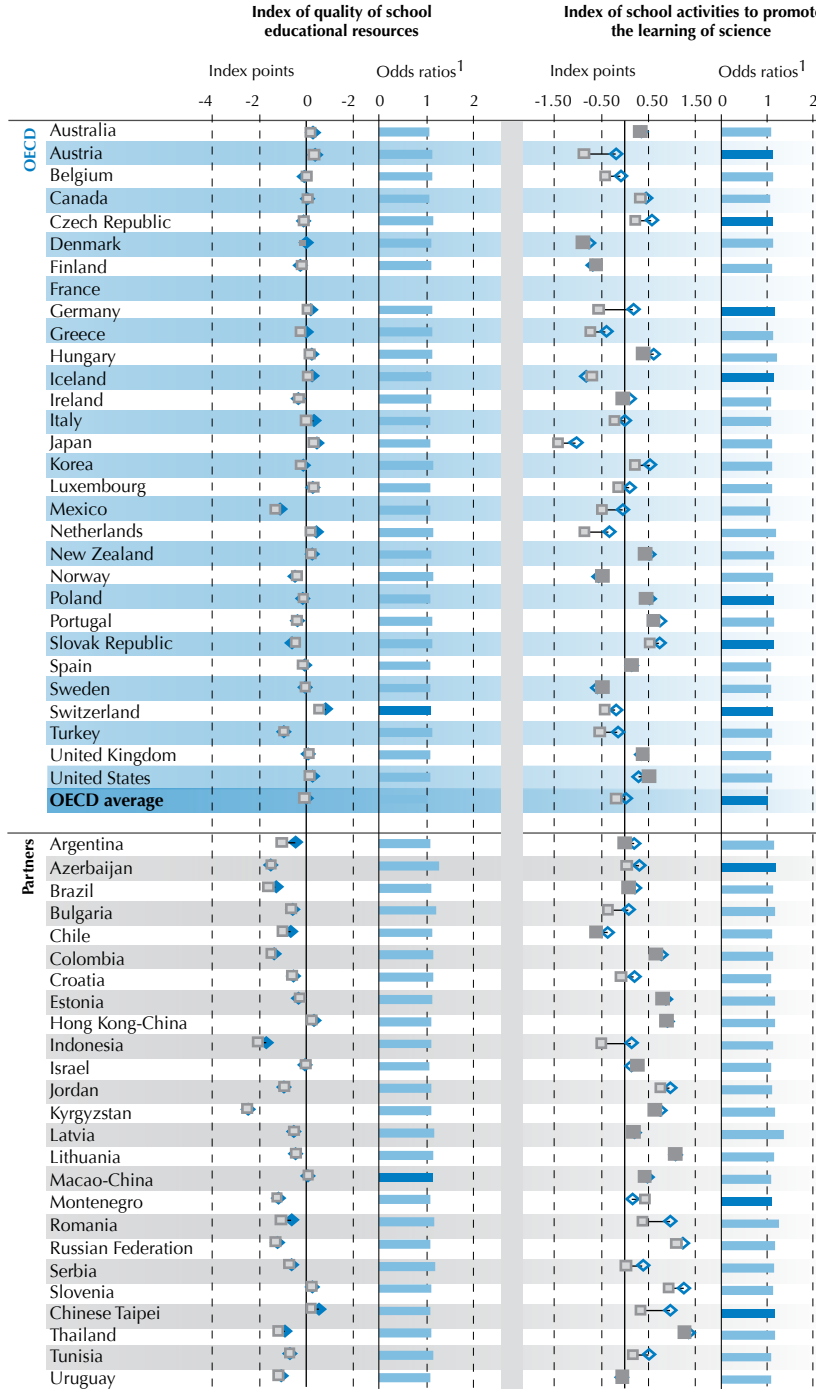 Index of quality of school
educational resources
Index of school activities to promote
the learning of science
Index points
Odds ratios1
Index points
Odds ratios1
-4 -2 0 -2 0 1 2 -1.50 -0.50 0.50 1.50 0 1 2
OECD
Australia
Austria
Belgium
Canada
Czech Republic
Denmark
Finland
France
Germany
Greece
Hungary
Iceland
Ireland
Italy
Japan
Korea
Luxembourg
Mexico
Netherlands
New Zealand
Norway
Poland
Portugal
Slovak Republic
Spain
Sweden
Switzerland
Turkey
United Kingdom
United States
OECD average
Partners
Argentina
Azerbaijan
Brazil
Bulgaria
Chile
Colombia
Croatia
Estonia
Hong Kong-China
Indonesia
Israel
Jordan
Kyrgyzstan
Latvia
Lithuania
Macao-China
Montenegro
Romania
Russian Federation
Serbia
Slovenia
Chinese Taipei
Thailand
Tunisia
Uruguay